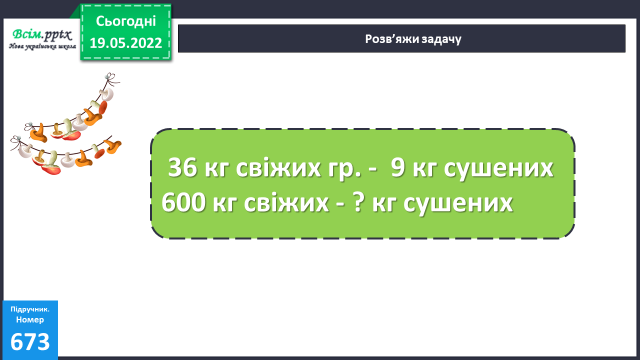 Всім.pptx
Нова українська школа
Сьогодні
19.05.2022
Розв’яжи задачу
36 кг свіжих гр. - 9 кг сушених
600 кг свіжих - ? кг сушених
Підручник.
Номер
673